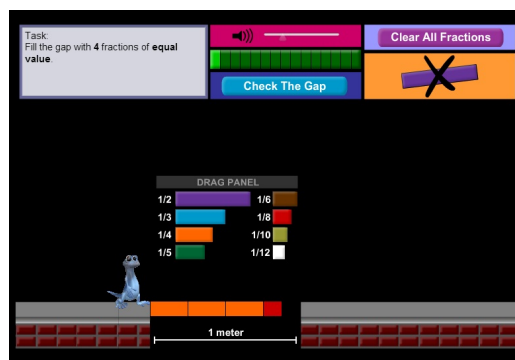 Task:
Fill the gap with 4 fractions of equal
value.
Clear All Fractions
Check The Gap
DRAG PANEL
1/2
1/6
1/3
1/8
1/4
1/10
1/5
1/12
1 meter